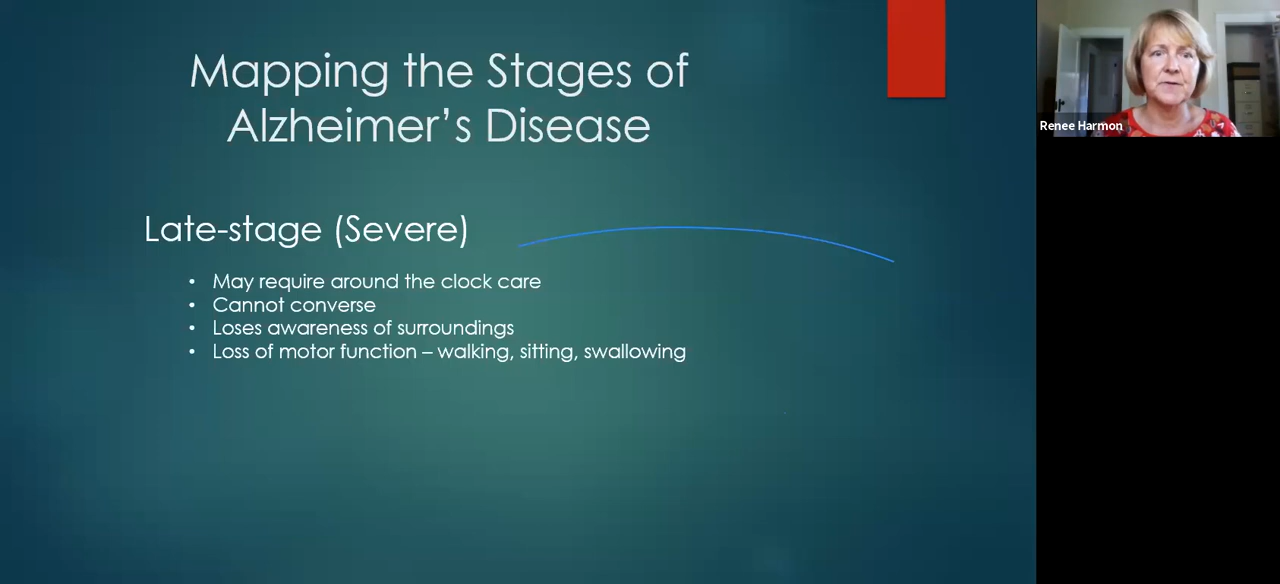 Mapping the Stages of
Alzheimer’s Disease
Late-stage (Severe)
• May require around the clock care
• Cannot converse
• Loses awareness of surroundings
• Loss of motor function – walking, sitting, swallowing
Renee Harmon